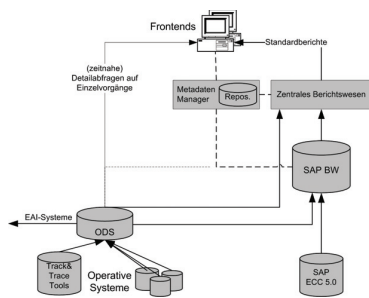 Frontends
Standardberichte
(zeitnahe)
Detailabfragen auf
Einzelvorgänge
Metadaten
Manager
Repos.
Zentrales Berichtswesen
SAP BW
EAI-Systeme
ODS
Track&
Trace
Tools
Operative
Systeme
SAP
ECC 5.0